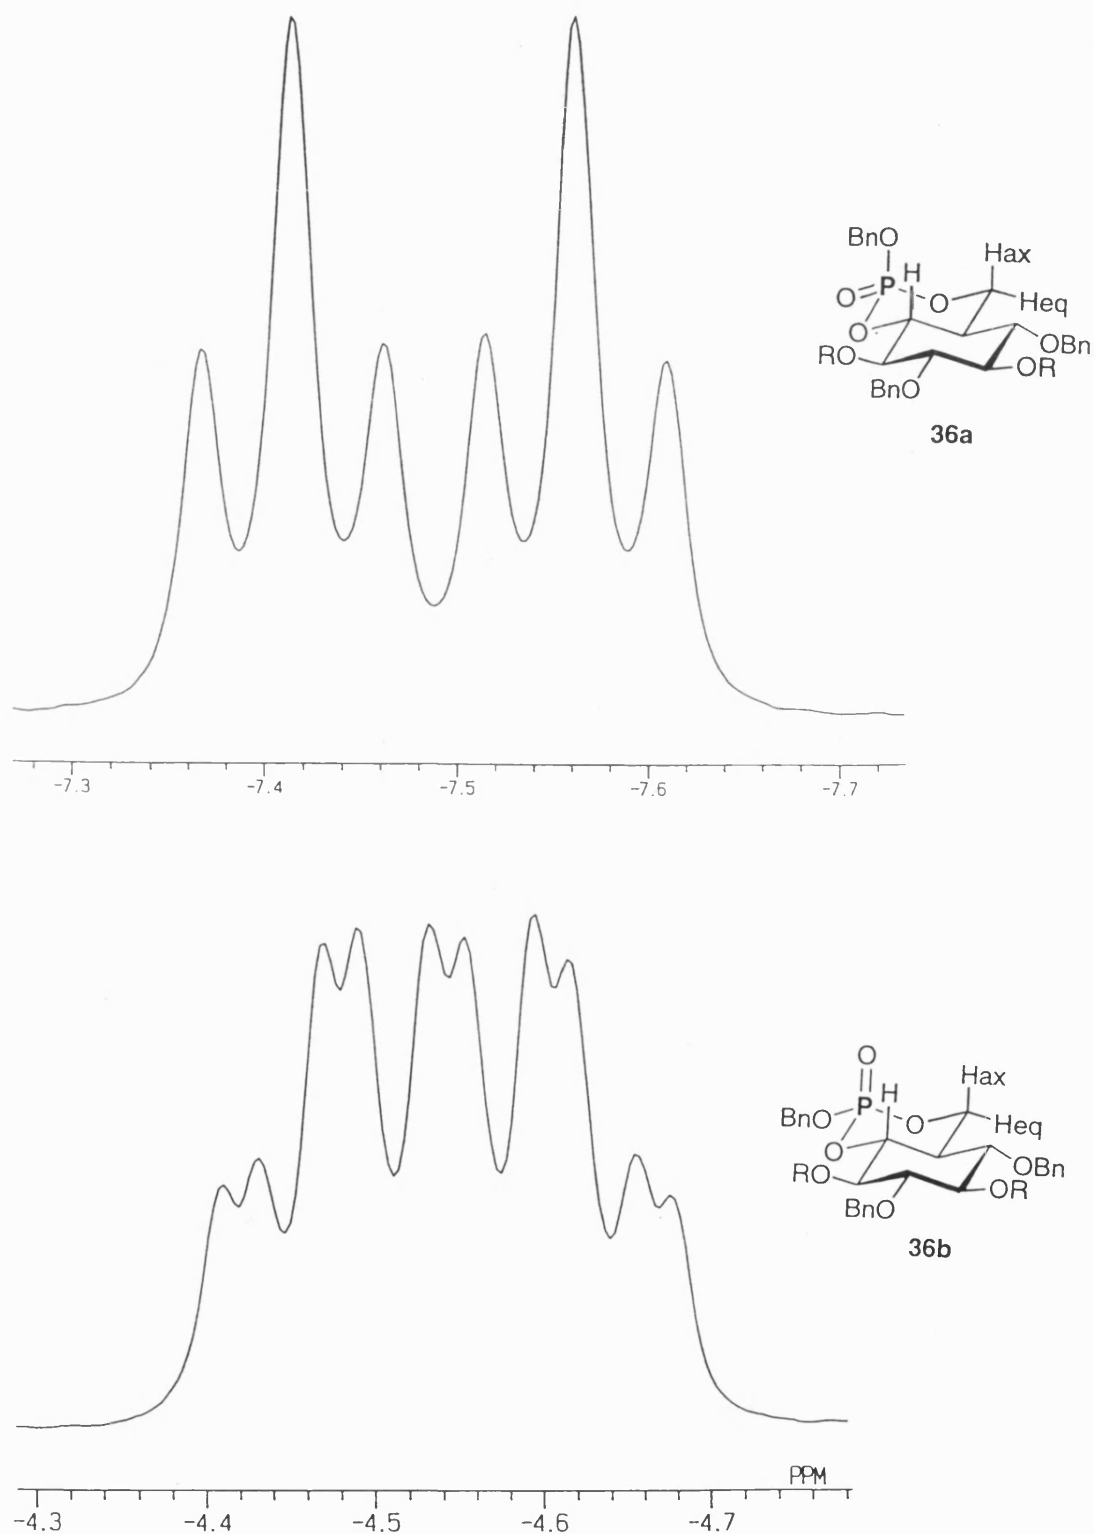 BnO
Hax
H
P
O=
O
Heq
O
OBn
RO
OR
BnO
36a
-7.3 -7.4 -7.5 -7.6 -7.7
O
Hax
H
BnO
P
O
Heq
O
OBn
RO
OR
BnO
36b
PPM
-4.3 -4.4 -4.5 -4.6 -4.7